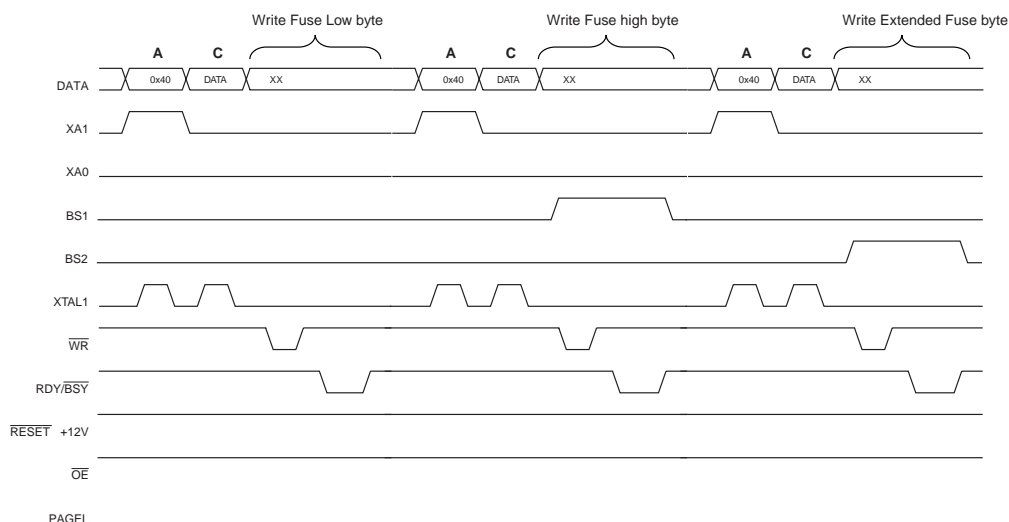 Write Fuse Low byte Write Fuse high byte Write Extended Fuse byte
A C A C A C
DATA 0x40 DATA XX 0x40 DATA XX 0x40 DATA XX
XA1
XA0
BS1
BS2
XTAL1
WR
RDY/BSY
RESET +12V
OE
PAGEL